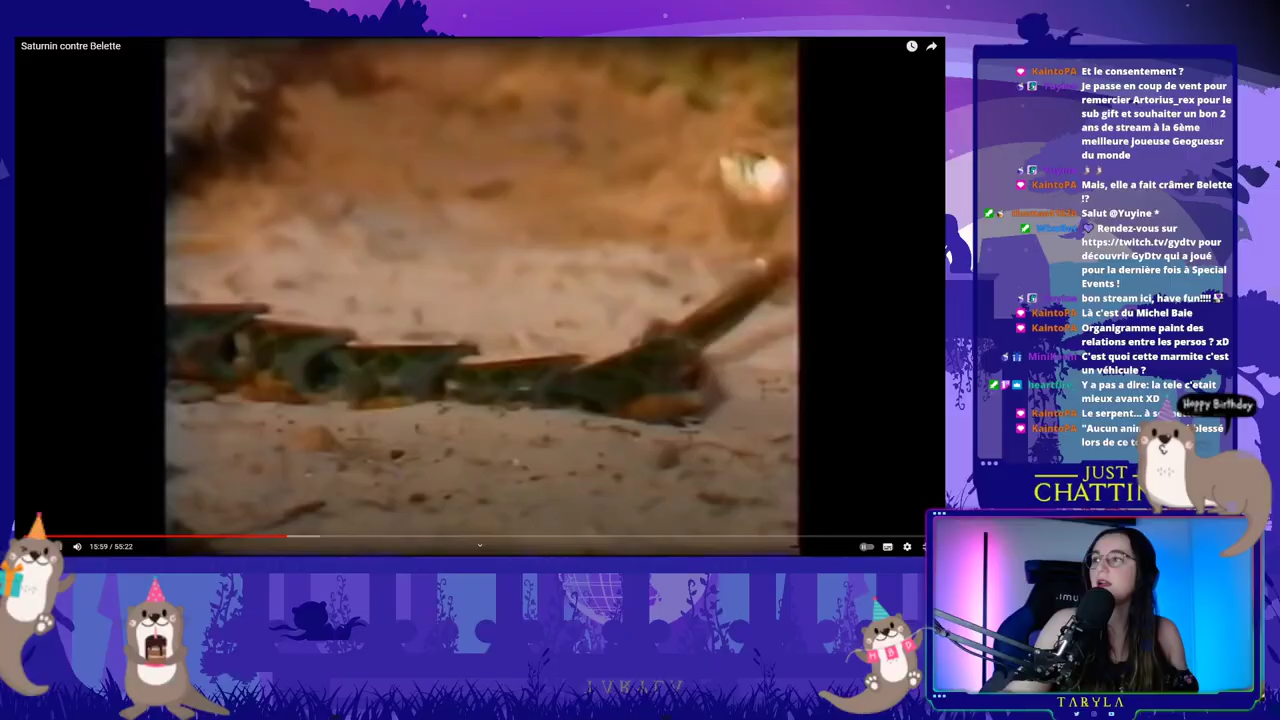 Saturnin contre Belette
KaintoPA Et le consentement ?
Je passe en coup de vent pour
remercier Artorius_rex pour le
sub gift et souhaiter un bon 2
ans de stream à la 6ème
meilleure joueuse Geoguessr
du monde
KaintoPA Mais, elle a fait crâmer Belette
!?
Salut @Yuyine *
Rendez-vous sur
https://twitch.tv/gydtv pour
découvrir GyDtv qui a joué
pour la dernière fois à Special
Events !
bon stream ici, have fun!!!!
KaintoPA Là c'est du Michel Baie
KaintoPA Organigramme paint des
relations entre les persos ? xD
C'est quoi cette marmite c'est
un véhicule ?
Y a pas a dire: la tele c'etait
mieux avant XD
Happy Birthday
KaintoPA Le serpent... à
KaintoPA "Aucun
lors de ce
JUST
15:59 / 55:22
HBD
TARYLA